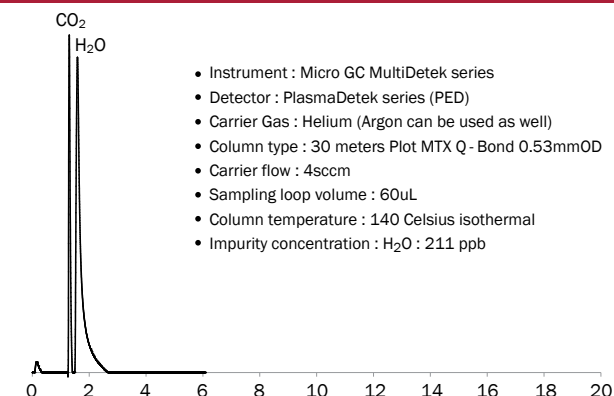 CO₂
H₂O
• Instrument : Micro GC MultiDetek series
• Detector : PlasmaDetek series (PED)
• Carrier Gas : Helium (Argon can be used as well)
• Column type : 30 meters Plot MTX Q - Bond 0.53mmOD
• Carrier flow : 4sccm
• Sampling loop volume : 60uL
• Column temperature : 140 Celsius isothermal
• Impurity concentration : H₂O : 211 ppb
0 2 4 6 8 10 12 14 16 18 20